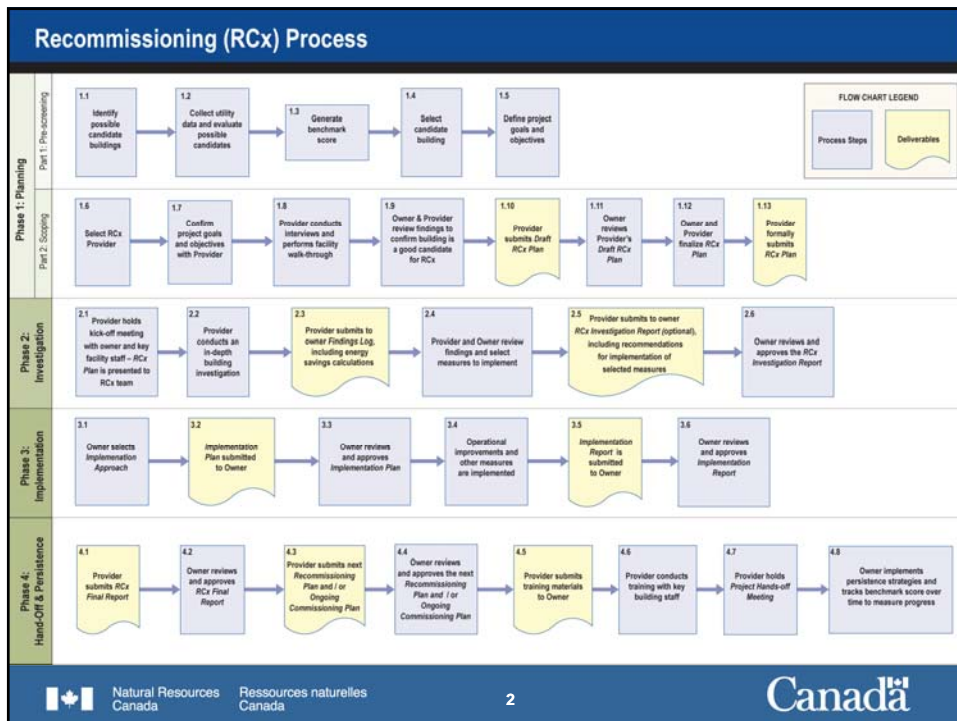 Recommissioning (RCx) Process
Phase 1: Planning
Part 1: Pre-screening
1.1
Identify
possible
candidate
buildings
1.2
Collect utility
data and evaluate
possible
candidates
1.3
Generate
benchmark
score
1.4
Select
candidate
building
1.5
Define project
goals and
objectives
FLOW CHART LEGEND
Process Steps
Deliverables
Part 2: Scoping
1.6
Select RCx
Provider
1.7
Confirm
project goals
and objectives
with Provider
1.8
Provider conducts
interviews and
performs facility
walk-through
1.9
Owner & Provider
review findings to
confirm building is
a good candidate
for RCx
1.10
Provider
submits Draft
RCx Plan
1.11
Owner
reviews
Provider's
Draft RCx
Plan
1.12
Owner and
Provider
finalize RCx
Plan
1.13
Provider
formally
submits
RCx Plan
Phase 2:
Investigation
2.1
Provider holds
kick-off meeting
with owner and key
facility staff – RCx
Plan is presented to
RCx team
2.2
Provider
conducts an
in-depth
building
investigation
2.3
Provider submits to
owner Findings Log,
including energy
savings calculations
2.4
Provider and Owner review
findings and select
measures to implement
2.5
Provider submits to owner
RCx Investigation Report (optional),
including recommendations
for implementation of
selected measures
2.6
Owner reviews and
approves the RCx
Investigation Report
Phase 3:
Implementation
3.1
Owner selects
Implemenation
Approach
3.2
Implementation
Plan submitted
to Owner
3.3
Owner reviews
and approves
Implementation Plan
3.4
Operational
improvements and
other measures
are implemented
3.5
Implementation
Report is
submitted
to Owner
3.6
Owner reviews
and approves
Implementation
Report
Phase 4:
Hand-Off & Persistence
4.1
Provider
submits RCx
Final Report
4.2
Owner reviews
and approves
RCx Final
Report
4.3
Provider submits next
Recommissioning
Plan and / or
Ongoing
Commissioning Plan
4.4
Owner reviews
and approves the next
Recommissioning
Plan and / or
Ongoing
Commissioning Plan
4.5
Provider submits
training materials
to Owner
4.6
Provider conducts
training with key
building staff
4.7
Provider holds
Project Hands-off
Meeting
4.8
Owner implements
persistence strategies and
tracks benchmark score over
time to measure progress
Natural Resources
Canada
Ressources naturelles
Canada
2
Canada